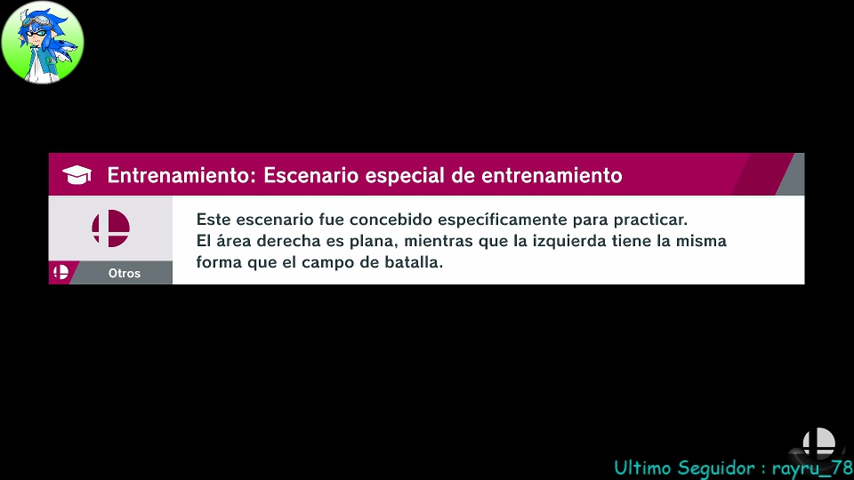 Entrenamiento: Escenario especial de entrenamiento
Este escenario fue concebido específicamente para practicar.
El área derecha es plana, mientras que la izquierda tiene la misma
forma que el campo de batalla.
Otros
Ultimo Seguidor : rayru_78